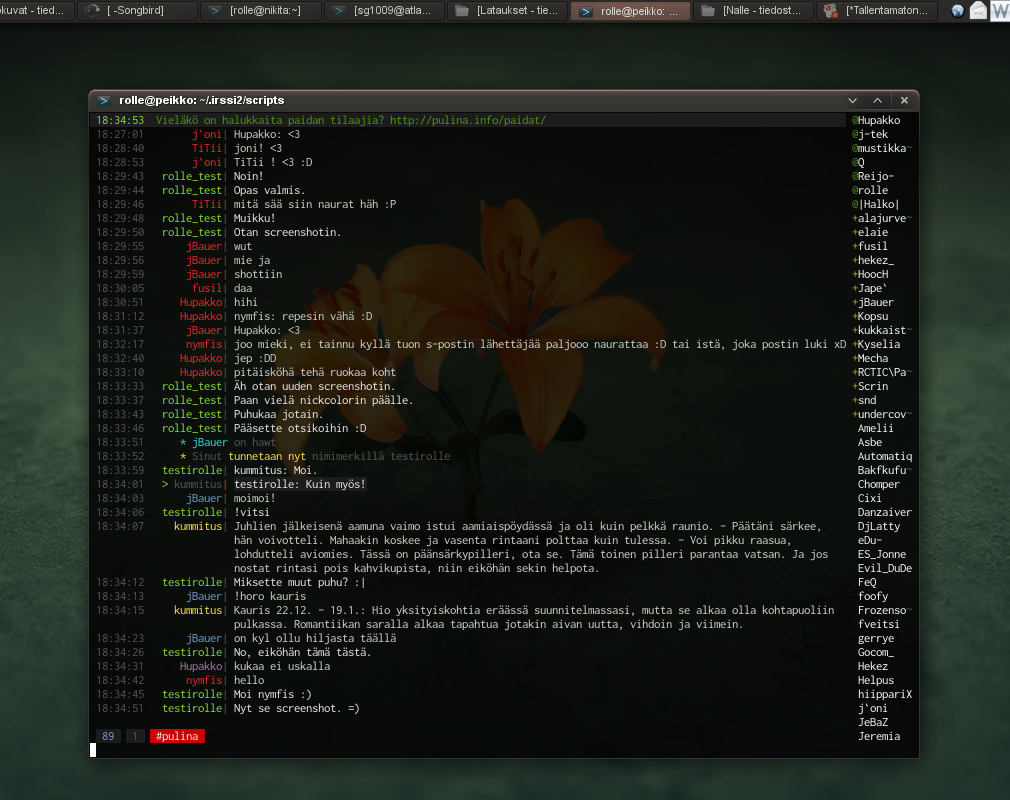 kuvat - tied...
[ -Songbird]
[rolle@nikita:~]
[sg1009@atla...
[Lataukset - tie...
rolle@peikko: ...
[Nalle - tiedost...
[*Tallentamaton...
W
rolle@peikko: ~/.irssi2/scripts
18:34:53 Vieläkö on halukkaita paidan tilaajia? http://pulina.info/paidat/
18:27:01 j`oni| Hupakko: <3
18:28:40 TiTii| joni! <3
18:28:53 j`oni| TiTii ! <3 :D
18:29:43 rolle_test| Noin!
18:29:44 rolle_test| Opas valmis.
18:29:46 TiTii| mitä sää siin naurat häh :P
18:29:48 rolle_test| Muikku!
18:29:50 rolle_test| Otan screenshotin.
18:29:55 jBauer| wut
18:29:56 jBauer| mie ja
18:29:59 jBauer| shottiin
18:30:05 fusil| daa
18:30:51 Hupakko| hihi
18:31:12 Hupakko| nymfis: repesin vähä :D
18:31:37 jBauer| Hupakko: <3
18:32:17 nymfis| joo mieki, ei tainnu kyllä tuon s-postin lähettäjää paljooo naurattaa :D tai istä, joka postin luki xD
18:32:40 Hupakko| jep :DD
18:33:10 Hupakko| pitäisköhä tehä ruokaa koht
18:33:33 rolle_test| Äh otan uuden screenshotin.
18:33:37 rolle_test| Paan vielä nickcolorin päälle.
18:33:43 rolle_test| Puhukaa jotain.
18:33:46 rolle_test| Pääsette otsikoihin :D
18:33:51 * jBauer on hawt
18:33:52 * Sinut tunnetaan nyt nimimerkillä testirolle
18:33:59 testirolle| kummitus: Moi.
18:34:01 > kummitus| testirolle: Kuin myös!
18:34:03 jBauer| moimoi!
18:34:06 testirolle| !vitsi
18:34:07 kummitus| Juhlien jälkeisenä aamuna vaimo istui aamiaispöydässä ja oli kuin pelkkä raunio. - Päätäni särkee,
hän voivotteli. Mahaakin koskee ja vasenta rintaani polttaa kuin tulessa. - Voi pikku raasua,
lohdutteli aviomies. Tässä on päänsärkypilleri, ota se. Tämä toinen pilleri parantaa vatsan. Ja jos
nostat rintasi pois kahvikupista, niin eiköhän sekin helpota.
18:34:12 testirolle| Miksette muut puhu? :|
18:34:13 jBauer| !horo kauris
18:34:15 kummitus| Kauris 22.12. - 19.1.: Hio yksityiskohtia eräässä suunnitelmassasi, mutta se alkaa olla kohtapuoliin
pulkassa. Romantiikan saralla alkaa tapahtua jotakin aivan uutta, vihdoin ja viimein.
18:34:23 jBauer| on kyl ollu hiljasta täällä
18:34:26 testirolle| No, eiköhän tämä tästä.
18:34:31 Hupakko| kukaa ei uskalla
18:34:42 nymfis| hello
18:34:45 testirolle| Moi nymfis :)
18:34:51 testirolle| Nyt se screenshot. =)
89 1 #pulina
@Hupakko
@j-tek
@mustikka~
@Q
@Reijo-
@rolle
@|Halko|
+alajurve~
+elaie
+fusil
+hekez_
+HoocH
+Jape`
+jBauer
+Kopsu
+kukkaist~
+Kyselia
+Mecha
+RCTIC\Pa~
+Scrin
+snd
+undercov~
Amelii
Asbe
Automatiq
Bakfkufu~
Chomper
Cixi
Danzaiver
DjLatty
eDu-
ES_Jonne
Evil_DuDe
FeQ
foofy
Frozenso~
fveitsi
gerrye
Gocom_
Hekez
Helpus
hiippariX
j`oni
JeBaZ
Jeremia